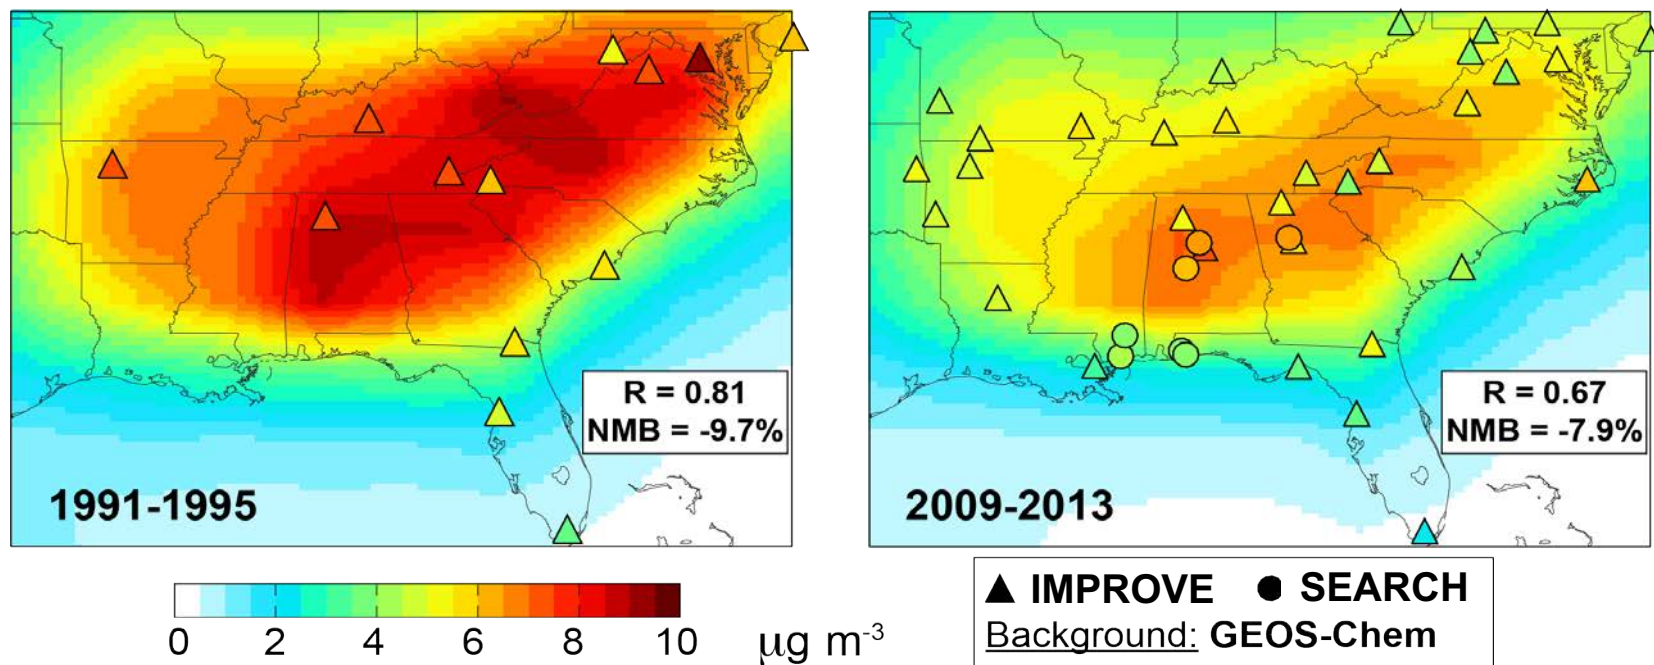 R = 0.81
NMB = -9.7%
1991-1995
R = 0.67
NMB = -7.9%
2009-2013
0 2 4 6 8 10 μg m-3
▲ IMPROVE ● SEARCH
Background: GEOS-Chem